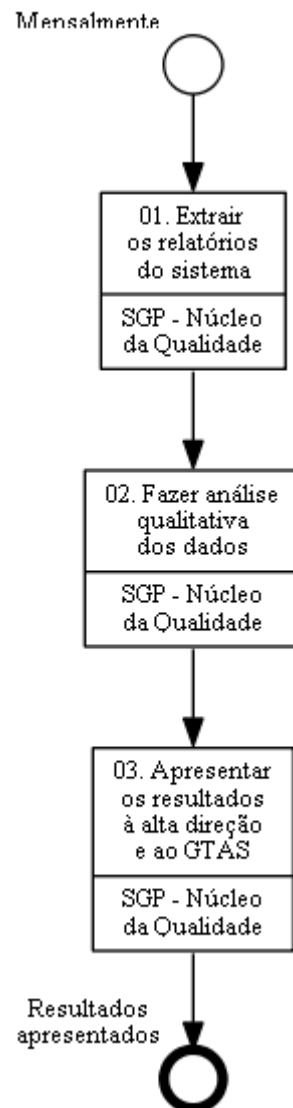 Mensalmente
01. Extrair
os relatórios
do sistema
SGP - Núcleo
da Qualidade
02. Fazer análise
qualitativa
dos dados
SGP - Núcleo
da Qualidade
03. Apresentar
os resultados
à alta direção
e ao GTAS
SGP - Núcleo
da Qualidade
Resultados
apresentados